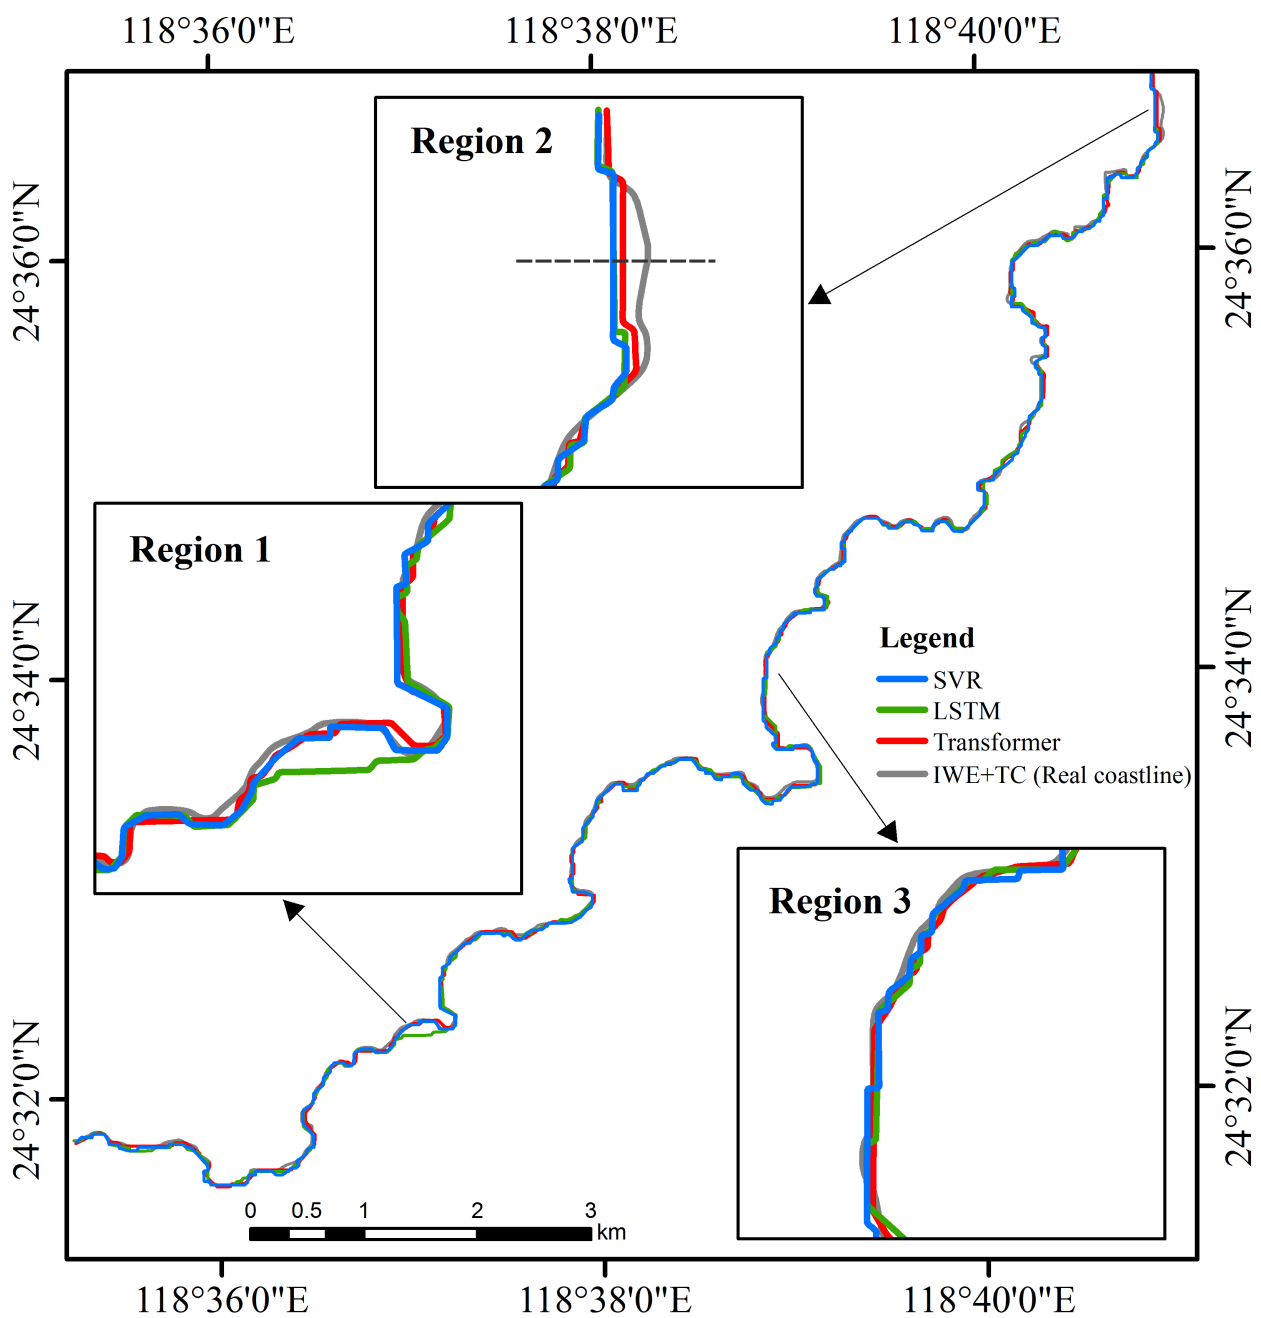 118°36'0"E
118°38'0"E
118°40'0"E
Region 2
24°36'0"N
24°36'0"N
Region 1
24°34'0"N
24°34'0"N
Legend
SVR
LSTM
Transformer
IWE+TC (Real coastline)
Region 3
24°32'0"N
24°32'0"N
0 0.5 1 2 3
km
118°36'0"E
118°38'0"E
118°40'0"E